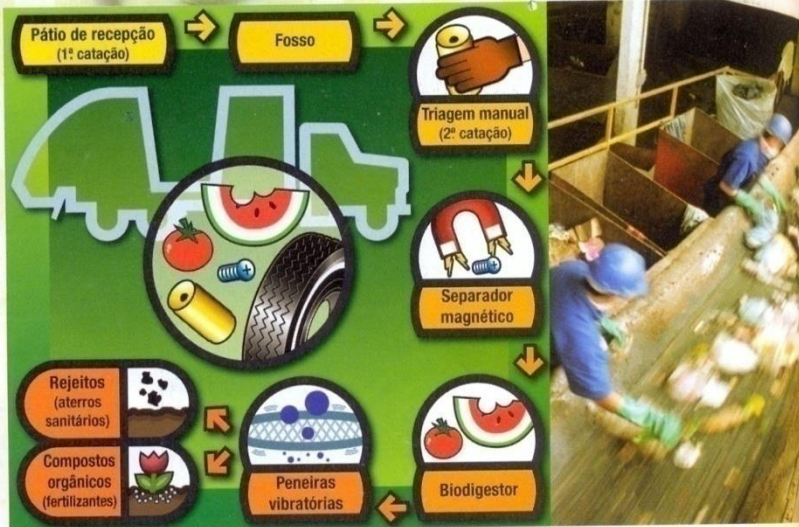 Pátio de recepção
(1ª catação)
Fosso
Triagem manual
(2ª catação)
Separador
magnético
Biodigestor
Peneiras
vibratórias
Rejeitos
(aterros
sanitários)
Compostos
orgânicos
(fertilizantes)